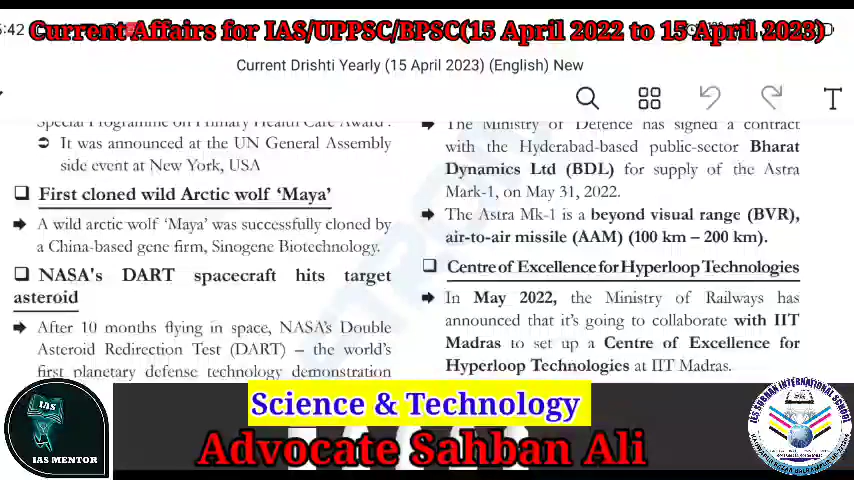 :42
Current Affairs for IAS/UPPSC/BPSC(15 April 2022 to 15 April 2023)
Current Drishti Yearly (15 April 2023) (English) New
T
Special Programme on Primary Health Care Award'.
It was announced at the UN General Assembly
side event at New York, USA
First cloned wild Arctic wolf 'Maya'
A wild arctic wolf 'Maya' was successfully cloned by
a China-based gene firm, Sinogene Biotechnology.
NASA's DART spacecraft hits target
asteroid
After 10 months flying in space, NASA's Double
Asteroid Redirection Test (DART) – the world's
first planetary defense technology demonstration
The Ministry of Defence has signed a contract
with the Hyderabad-based public-sector Bharat
Dynamics Ltd (BDL) for supply of the Astra
Mark-1, on May 31, 2022.
The Astra Mk-1 is a beyond visual range (BVR),
air-to-air missile (AAM) (100 km – 200 km).
Centre of Excellence for Hyperloop Technologies
In May 2022, the Ministry of Railways has
announced that it's going to collaborate with IIT
Madras to set up a Centre of Excellence for
Hyperloop Technologies at IIT Madras.
Science & Technology
Advocate Sahban Ali
IAS
IAS MENTOR